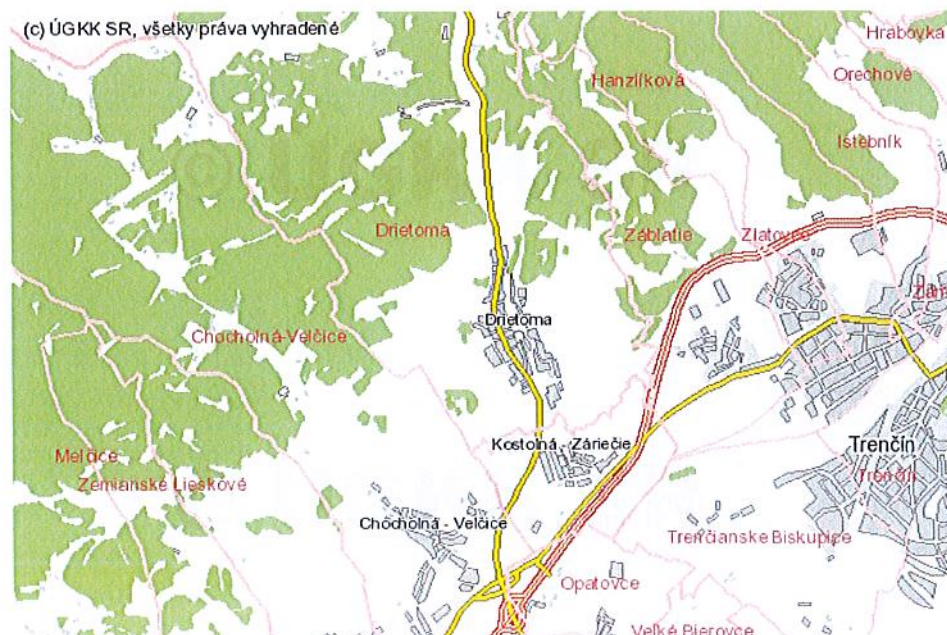 (c) ÚGKK SR, všetky práva vyhradené
Hrabovka
Hanzlíková
Orechové
Istebník
Drietoma
Záblatie
Zlatovce
Drietoma
Chocholná-Velčice
Kostolná - Záriečie
Trenčín
Melčice
Trenčín
Zemianske Lieskové
Chocholná - Velčice
Trenčianske Biskupice
Opatovce
Veľké Bierovce